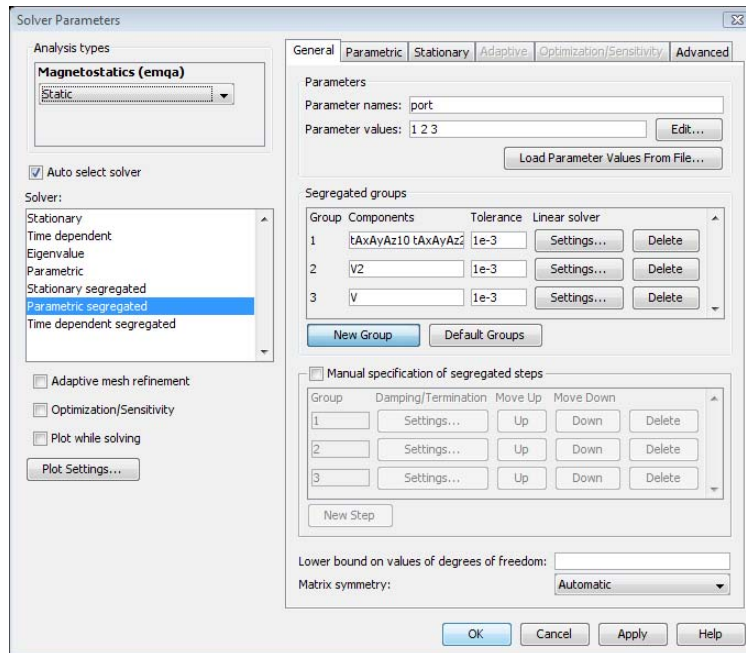 Solver Parameters
Analysis types
Magnetostatics (emqa)
Static
Auto select solver
Solver:
Stationary
Time dependent
Eigenvalue
Parametric
Stationary segregated
Parametric segregated
Time dependent segregated
Adaptive mesh refinement
Optimization/Sensitivity
Plot while solving
Plot Settings...
General Parametric Stationary Adaptive Optimization/Sensitivity Advanced
Parameters
Parameter names: port
Parameter values: 1 2 3 Edit...
Load Parameter Values From File...
Segregated groups
Group Components Tolerance Linear solver
1 tAxAyAz10 tAxAyAz2 1e-3 Settings... Delete
2 V2 1e-3 Settings... Delete
3 V 1e-3 Settings... Delete
New Group Default Groups
Manual specification of segregated steps
Group Damping/Termination Move Up Move Down
1 Settings... Up Down Delete
2 Settings... Up Down Delete
3 Settings... Up Down Delete
New Step
Lower bound on values of degrees of freedom:
Matrix symmetry: Automatic
OK Cancel Apply Help